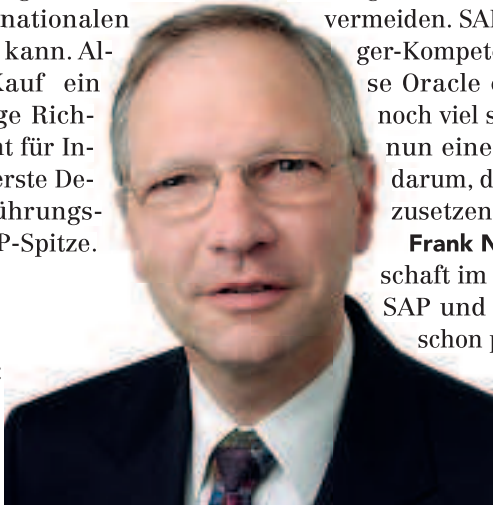 nationalen
kann. Al-
Kauf ein
ge Rich-
t für In-
erste De-
ührungs-
P-Spitze.
vermeiden. SAP
ger-Kompet
se Oracle
noch viel s
nun eine
darum, d
zusetzen
Frank N
schaft im
SAP und
schon p